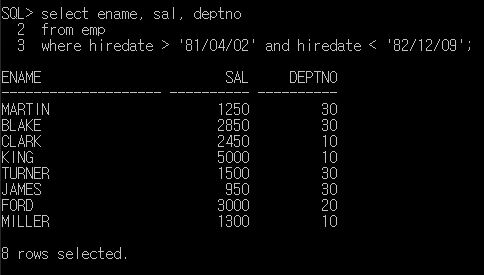 SQL> select ename, sal, deptno
  2  from emp
  3  where hiredate > '81/04/02' and hiredate < '82/12/09';

ENAME                       SAL     DEPTNO
-------------------- ---------- ----------
MARTIN                     1250         30
BLAKE                      2850         30
CLARK                      2450         10
KING                       5000         10
TURNER                     1500         30
JAMES                       950         30
FORD                       3000         20
MILLER                     1300         10

8 rows selected.